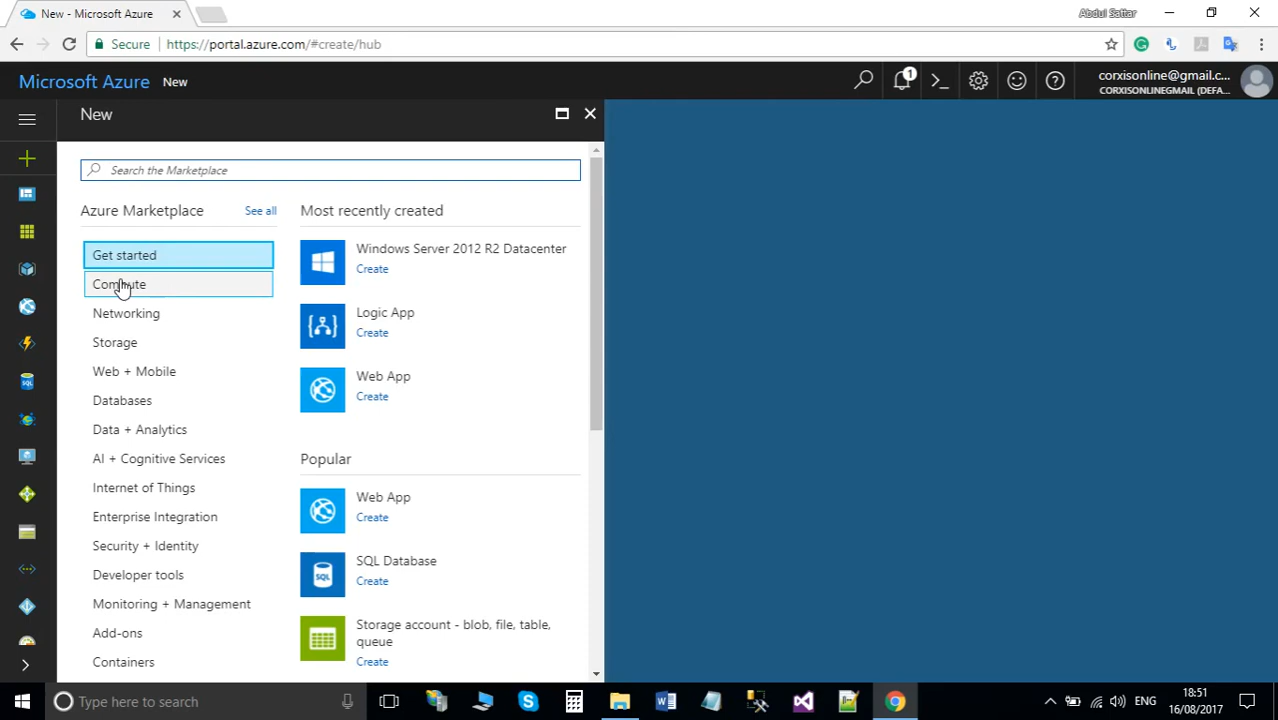 New - Microsoft Azure
Abdul Sattar
Secure
https://portal.azure.com/#create/hub
Microsoft Azure
New
1
corxisonline@gmail.c...
CORXISONLINEGMAIL (DEFA...
New
Search the Marketplace
Azure Marketplace
See all
Get started
Compute
Networking
Storage
Web + Mobile
Databases
Data + Analytics
AI + Cognitive Services
Internet of Things
Enterprise Integration
Security + Identity
Developer tools
Monitoring + Management
Add-ons
Containers
Most recently created
Windows Server 2012 R2 Datacenter
Create
Logic App
Create
Web App
Create
Popular
Web App
Create
SQL Database
Create
Storage account - blob, file, table,
queue
Create
SQL
SQL
Type here to search
ENG
18:51
16/08/2017